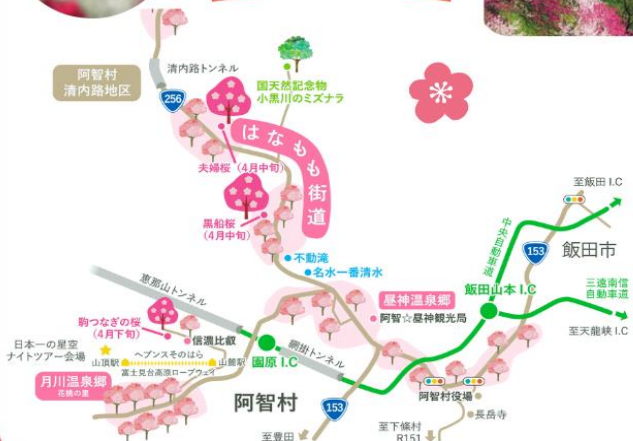 清内路トンネル
阿智村
清内路地区
256
国天然記念物
小黒川のミズナラ
はなもも街道
夫婦桜(4月中旬)
黒船桜
(4月中旬)
不動滝
名水一番清水
至飯田 I.C
中央自動車道
153
飯田市
飯田山本 I.C
三遠南信
自動車道
至天龍峡 I.C
恵那山トンネル
昼神温泉郷
阿智☆昼神観光局
駒つなぎの桜
(4月下旬)
信濃比叡
園原 I.C
網掛トンネル
日本一の星空
ナイトツアー会場
山頂駅
ヘブンスそのはら
山麓駅
富士見台高原ロープウェイ
月川温泉郷
花桃の里
阿智村
153
至豊田
阿智村役場
長岳寺
至下條村
R151